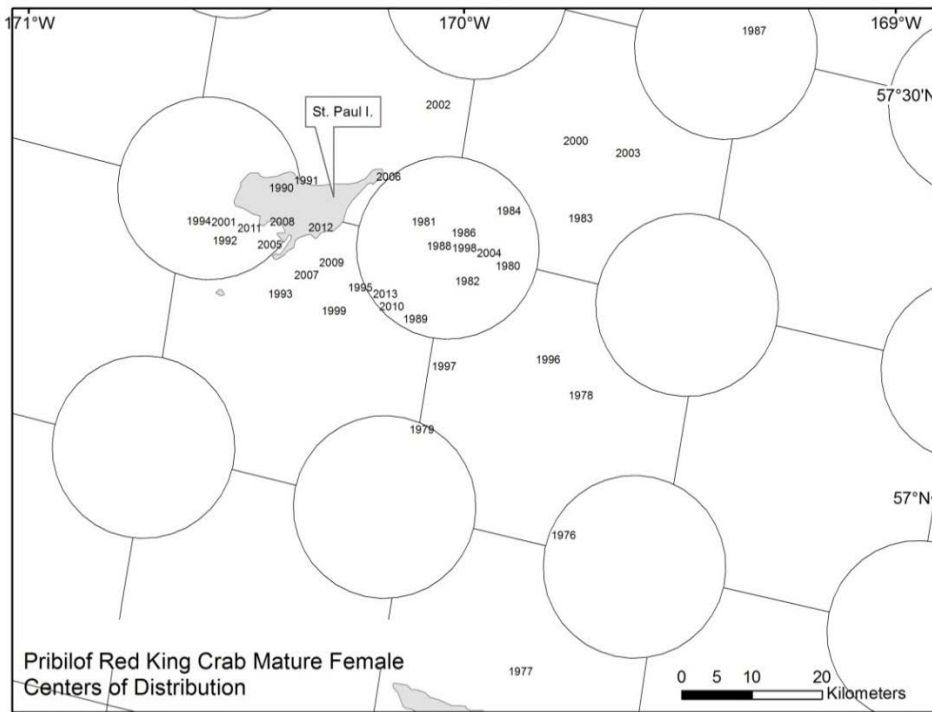 171°W 170°W 169°W
1987
57°30'N
2002
St. Paul I.
2000
2003
2006
1991
1990
1984
1983
1994 2001 2008 1981
2011 2012 1986
1992 2005 1988 1998 2004
2009 1980
2007 1982
1993 1995 2013
2010
1999 1989
1997 1996
1978
1979
57°N
1976
Pribilof Red King Crab Mature Female
Centers of Distribution
1977
0 5 10 20
Kilometers